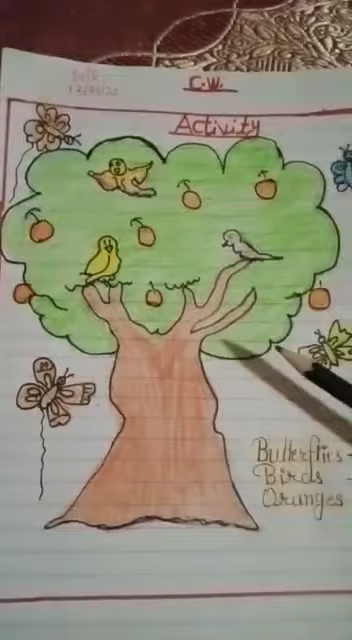 C.W.
Activity
Butterflies -
Birds -
Oranges